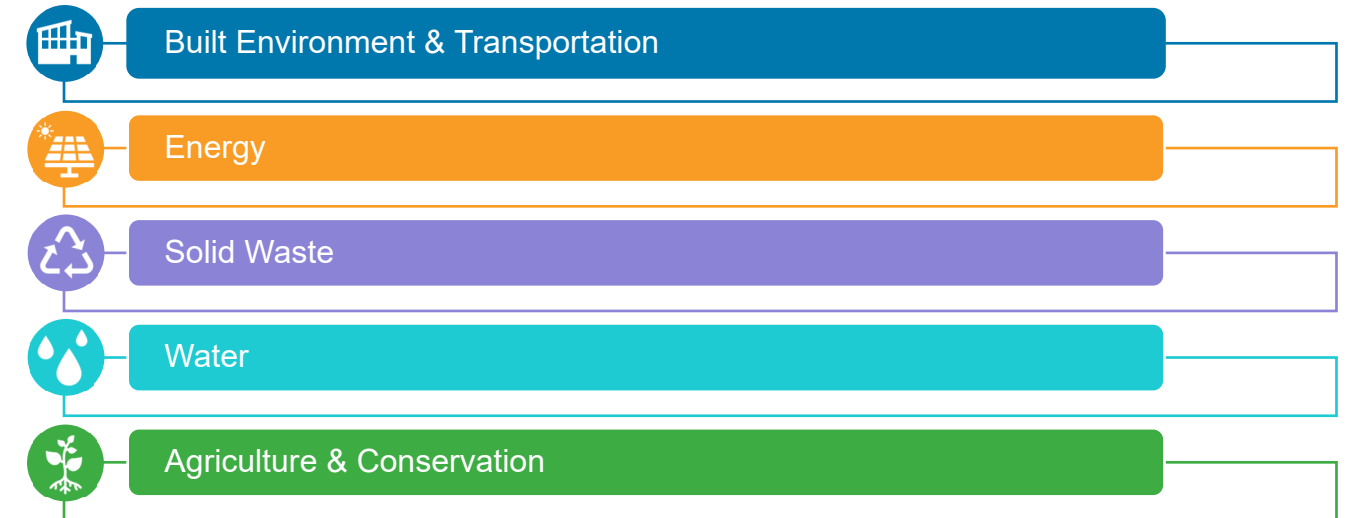 Built Environment & Transportation
Energy
Solid Waste
Water
Agriculture & Conservation